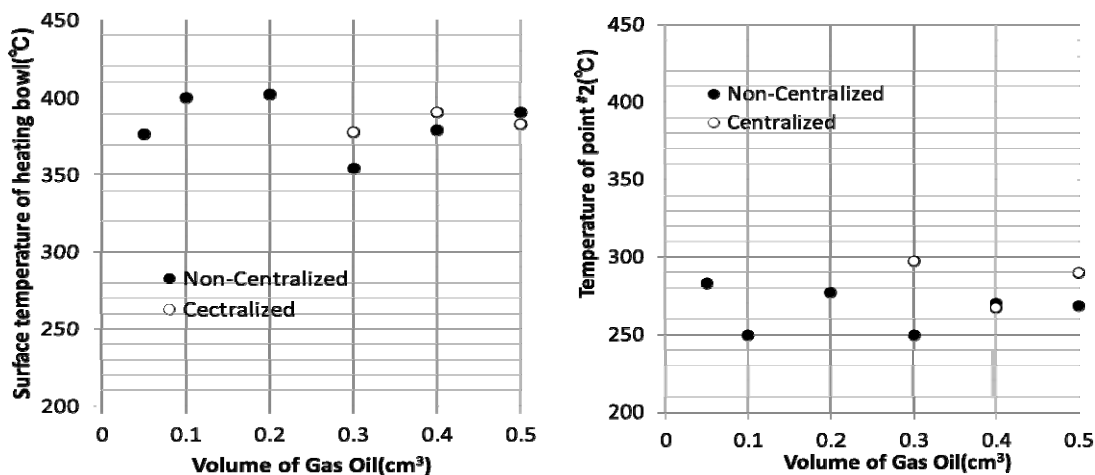 Surface temperature of heating bowl(℃)
450
400
350
300
250
200
Non-Centralized
Cectralized
0 0.1 0.2 0.3 0.4 0.5
Volume of Gas Oil(cm³)
Temperature of point #2(℃)
450
400
350
300
250
200
Non-Centralized
Centralized
0 0.1 0.2 0.3 0.4 0.5
Volume of Gas Oil(cm³)